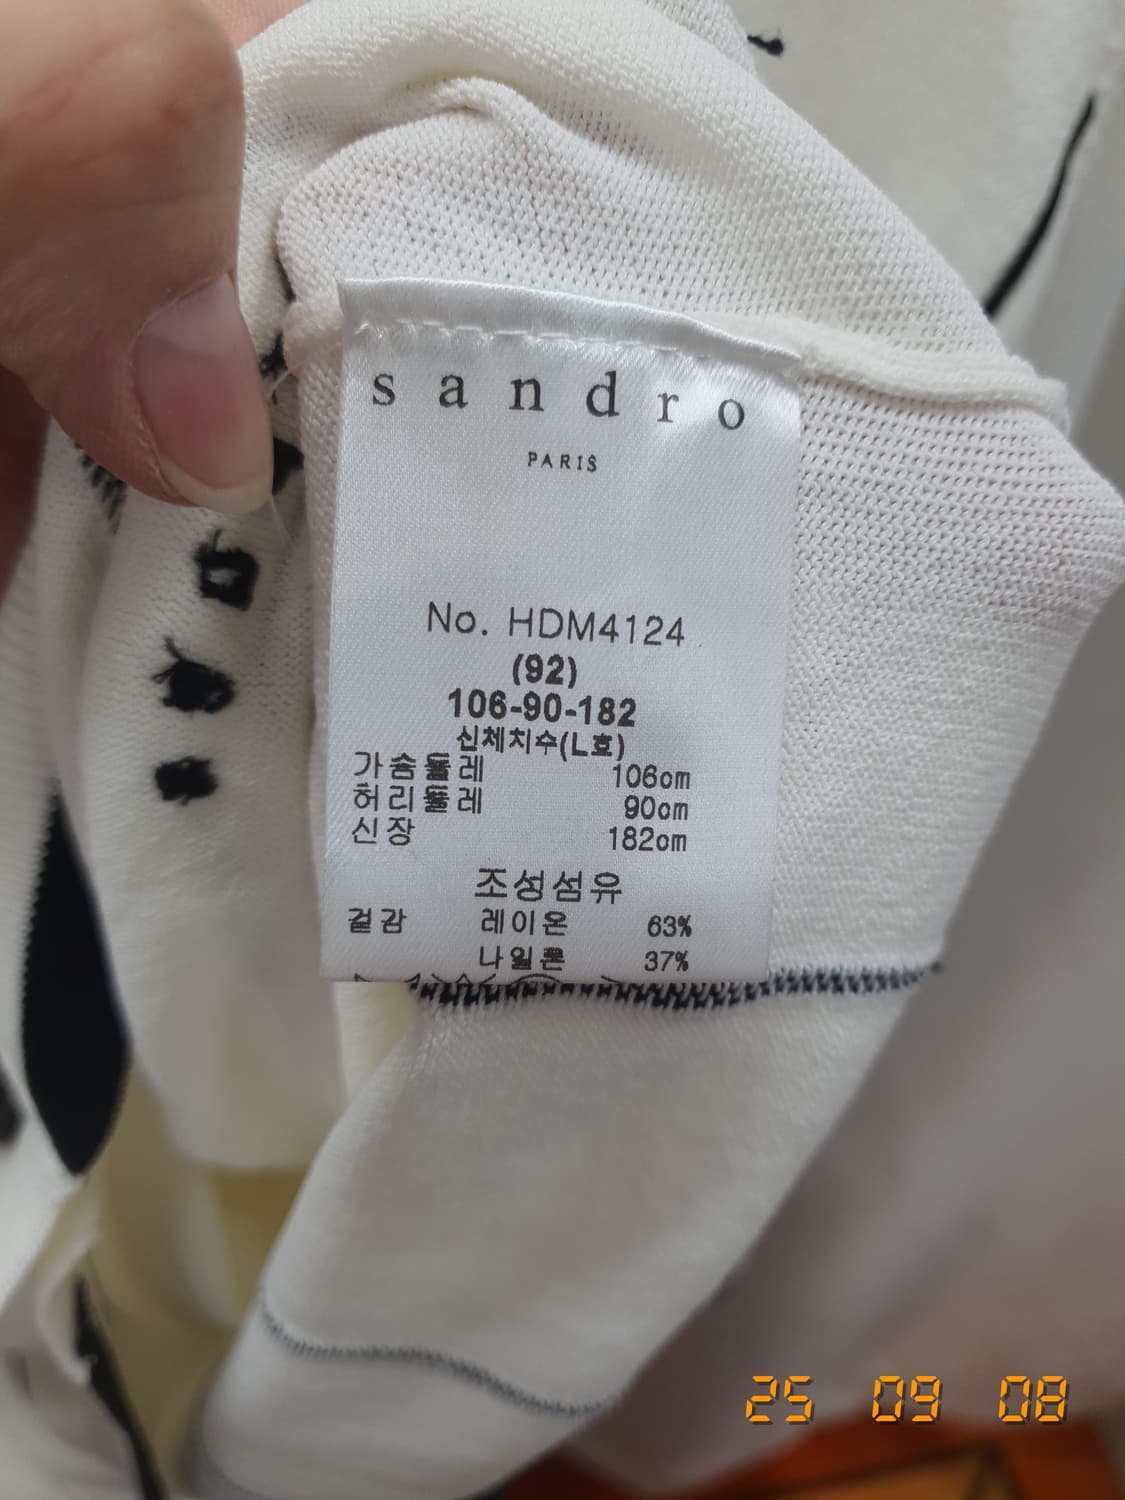 sandro
PARIS
No. HDM4124
(92)
106-90-182
신체치수(L호)
가슴둘레 106cm
허리둘레 90cm
신장 182cm
조성섬유
겉감 레이온 63%
나일론 37%
25 09 08